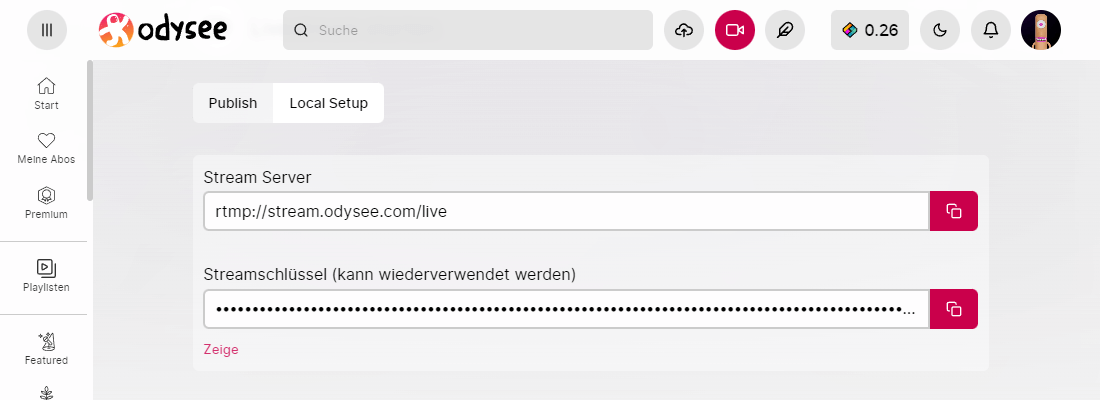 odysee
Suche
0.26
Start
Meine Abos
Premium
Playlisten
Featured
Publish
Local Setup
Stream Server
rtmp://stream.odysee.com/live
Streamschlüssel (kann wiederverwendet werden)
Zeige